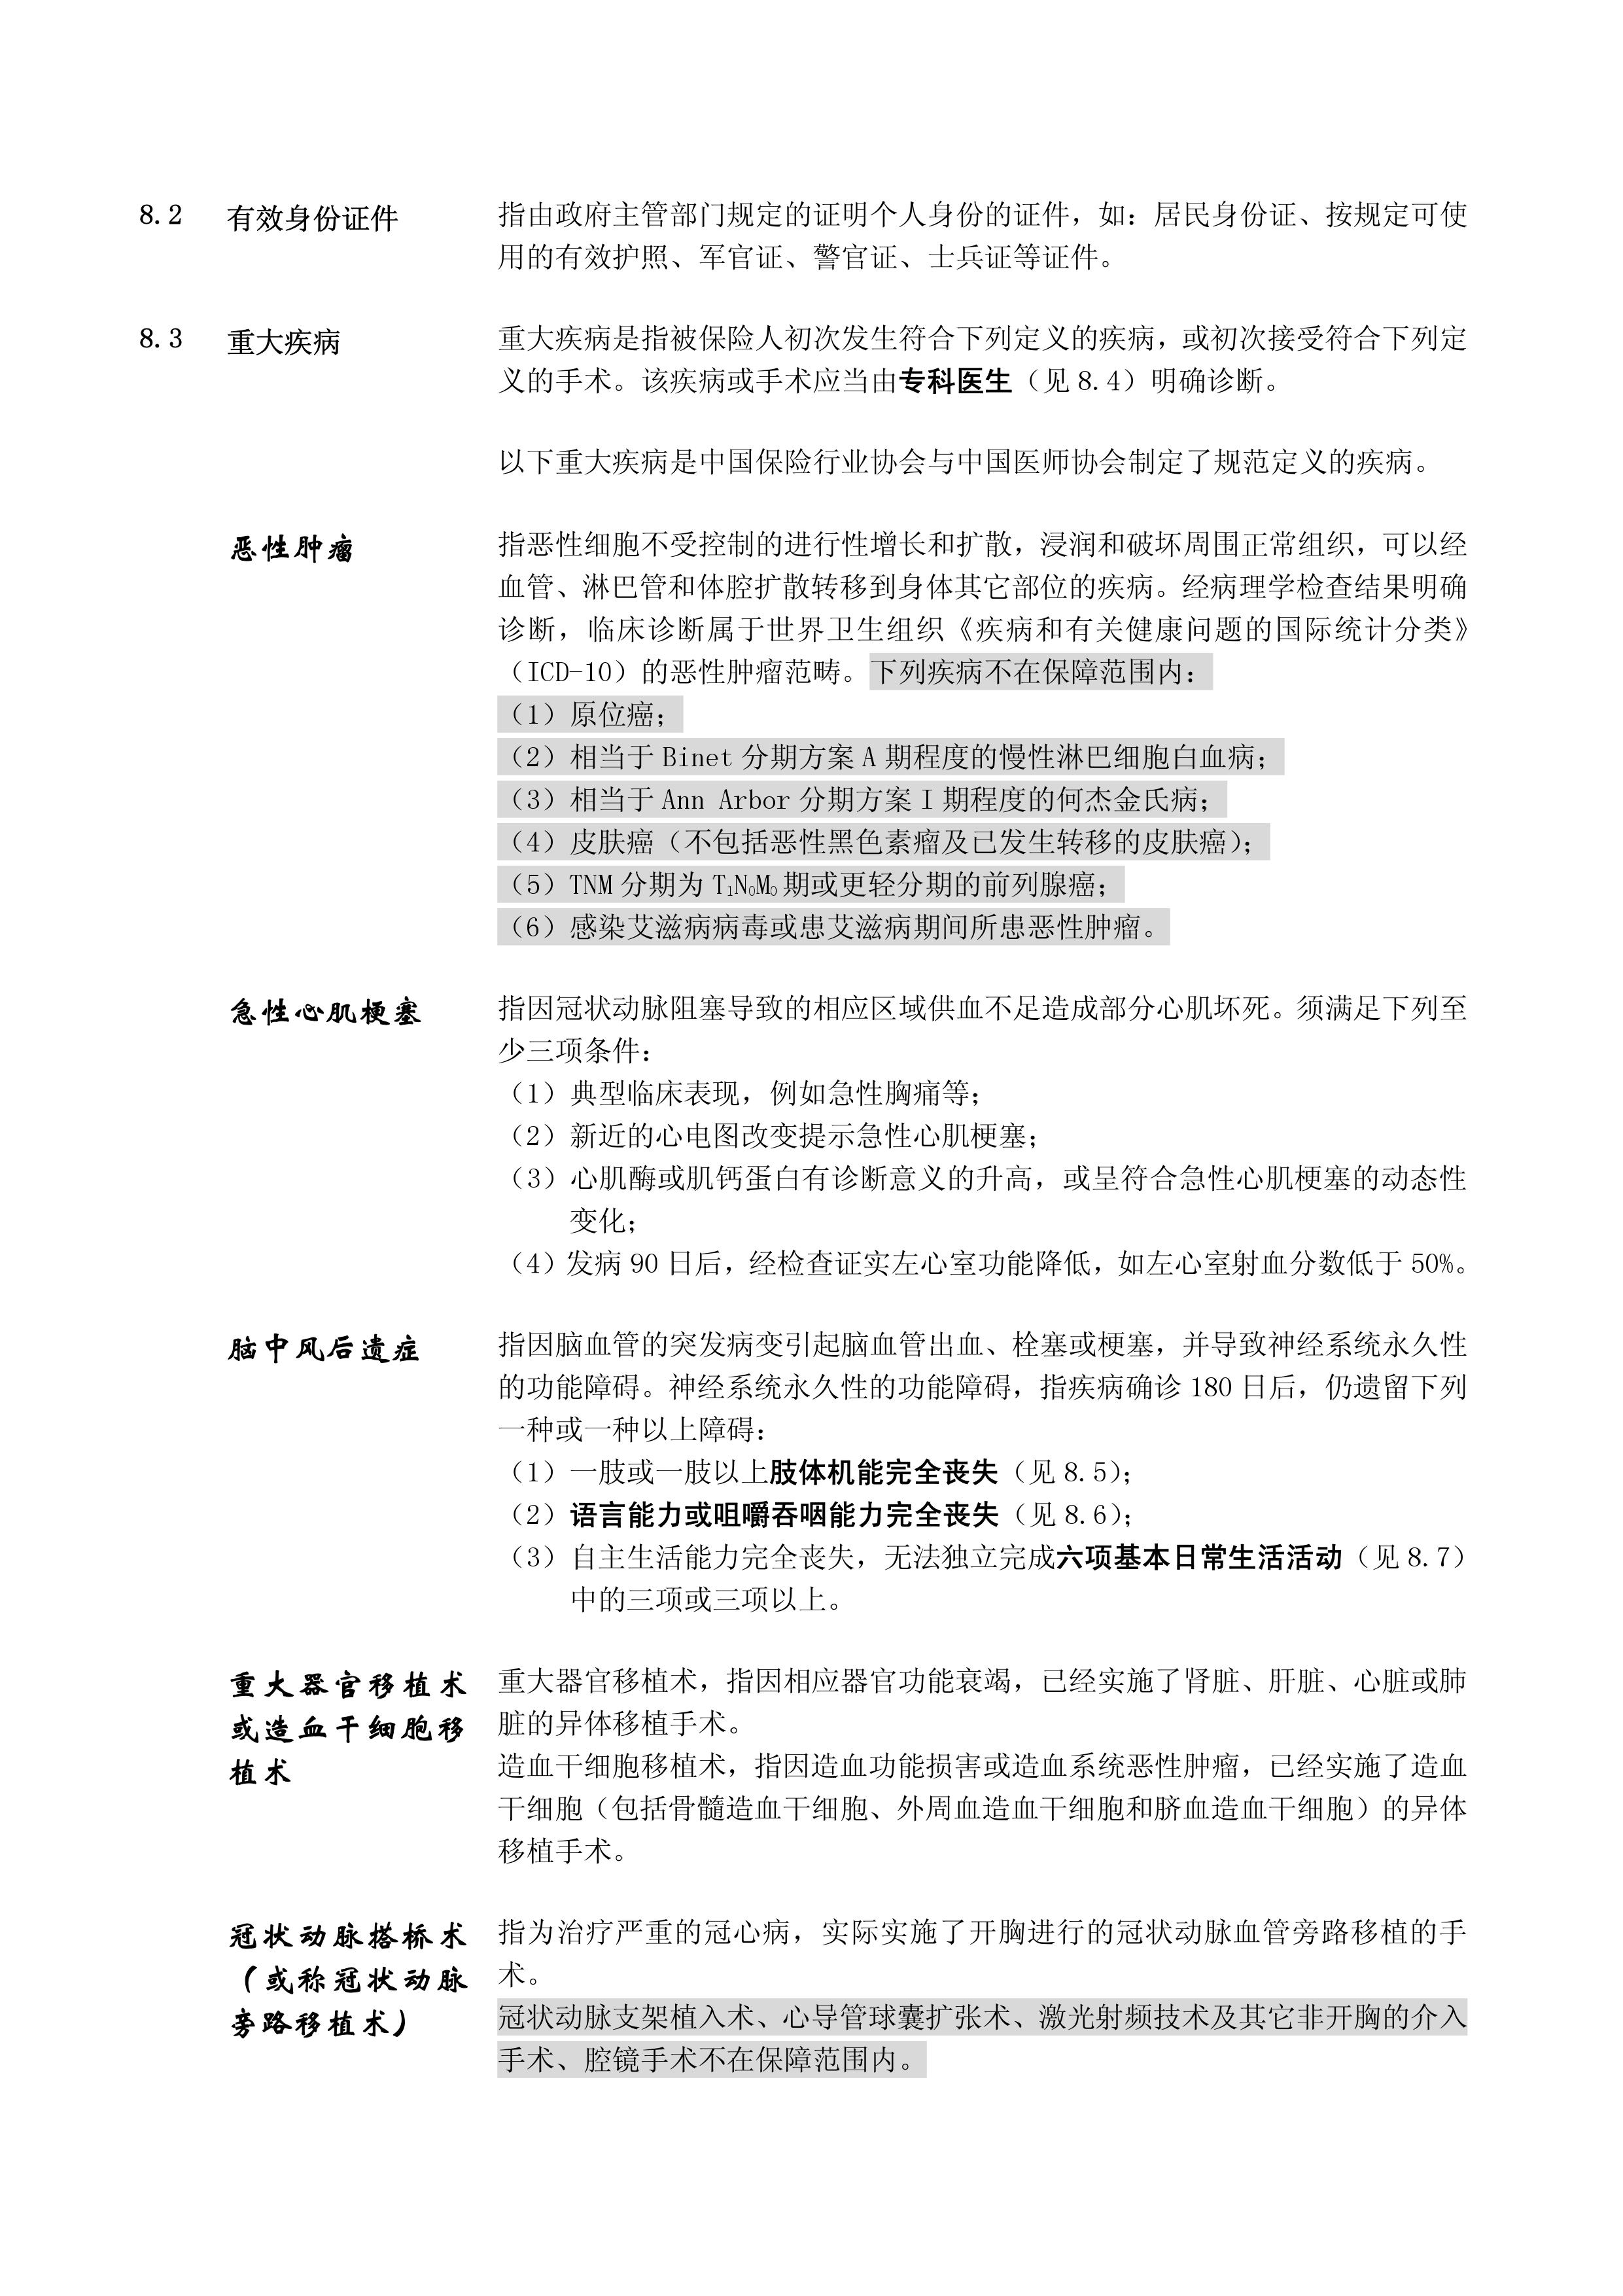 8.2 有效身份证件 指由政府主管部门规定的证明个人身份的证件，如：居民身份证、按规定可使
用的有效护照、军官证、警官证、士兵证等证件。
8.3 重大疾病 重大疾病是指被保险人初次发生符合下列定义的疾病，或初次接受符合下列定
义的手术。该疾病或手术应当由专科医生（见8.4）明确诊断。
以下重大疾病是中国保险行业协会与中国医师协会制定了规范定义的疾病。
恶性肿瘤 指恶性细胞不受控制的进行性增长和扩散，浸润和破坏周围正常组织，可以经
血管、淋巴管和体腔扩散转移到身体其它部位的疾病。经病理学检查结果明确
诊断，临床诊断属于世界卫生组织《疾病和有关健康问题的国际统计分类》
（ICD-10）的恶性肿瘤范畴。下列疾病不在保障范围内：
（1）原位癌；
（2）相当于 Binet 分期方案 A 期程度的慢性淋巴细胞白血病；
（3）相当于 Ann Arbor 分期方案 I 期程度的何杰金氏病；
（4）皮肤癌（不包括恶性黑色素瘤及已发生转移的皮肤癌）；
（5）TNM 分期为 T₁N₀M₀ 期或更轻分期的前列腺癌；
（6）感染艾滋病病毒或患艾滋病期间所患恶性肿瘤。
急性心肌梗塞 指因冠状动脉阻塞导致的相应区域供血不足造成部分心肌坏死。须满足下列至
少三项条件：
（1）典型临床表现，例如急性胸痛等；
（2）新近的心电图改变提示急性心肌梗塞；
（3）心肌酶或肌钙蛋白有诊断意义的升高，或呈符合急性心肌梗塞的动态性
变化；
（4）发病 90 日后，经检查证实左心室功能降低，如左心室射血分数低于 50%。
脑中风后遗症 指因脑血管的突发病变引起脑血管出血、栓塞或梗塞，并导致神经系统永久性
的功能障碍。神经系统永久性的功能障碍，指疾病确诊 180 日后，仍遗留下列
一种或一种以上障碍：
（1）一肢或一肢以上肢体机能完全丧失（见8.5）；
（2）语言能力或咀嚼吞咽能力完全丧失（见8.6）；
（3）自主生活能力完全丧失，无法独立完成六项基本日常生活活动（见8.7）
中的三项或三项以上。
重大器官移植术 重大器官移植术，指因相应器官功能衰竭，已经实施了肾脏、肝脏、心脏或肺
或造血干细胞移 脏的异体移植手术。
植术 造血干细胞移植术，指因造血功能损害或造血系统恶性肿瘤，已经实施了造血
干细胞（包括骨髓造血干细胞、外周血造血干细胞和脐血造血干细胞）的异体
移植手术。
冠状动脉搭桥术 指为治疗严重的冠心病，实际实施了开胸进行的冠状动脉血管旁路移植的手
（或称冠状动脉 术。
旁路移植术） 冠状动脉支架植入术、心导管球囊扩张术、激光射频技术及其它非开胸的介入
手术、腔镜手术不在保障范围内。